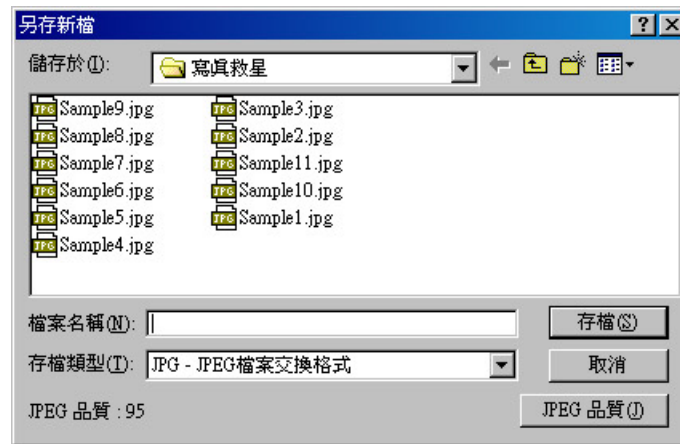 另存新檔
儲存於(I): 寫真救星
Sample9.jpg Sample3.jpg
Sample8.jpg Sample2.jpg
Sample7.jpg Sample11.jpg
Sample6.jpg Sample10.jpg
Sample5.jpg Sample1.jpg
Sample4.jpg
檔案名稱(N): 存檔(S)
存檔類型(T): JPG - JPEG檔案交換格式 取消
JPEG 品質 : 95 JPEG 品質(J)